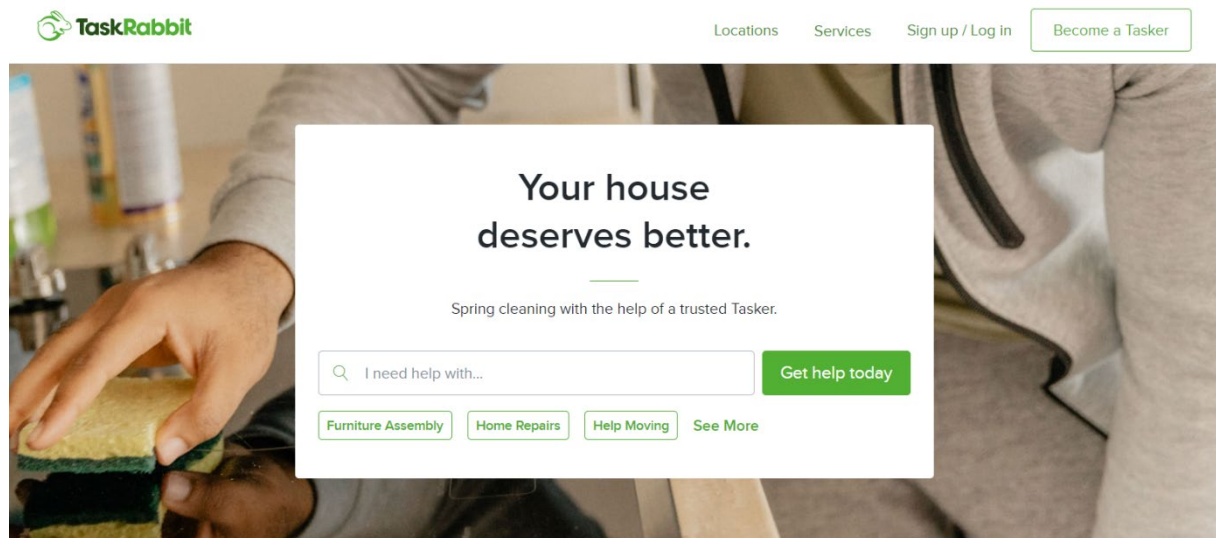 TaskRabbit
Locations
Services
Sign up / Log in
Become a Tasker
Your house
deserves better.
Spring cleaning with the help of a trusted Tasker.
I need help with...
Get help today
Furniture Assembly
Home Repairs
Help Moving
See More